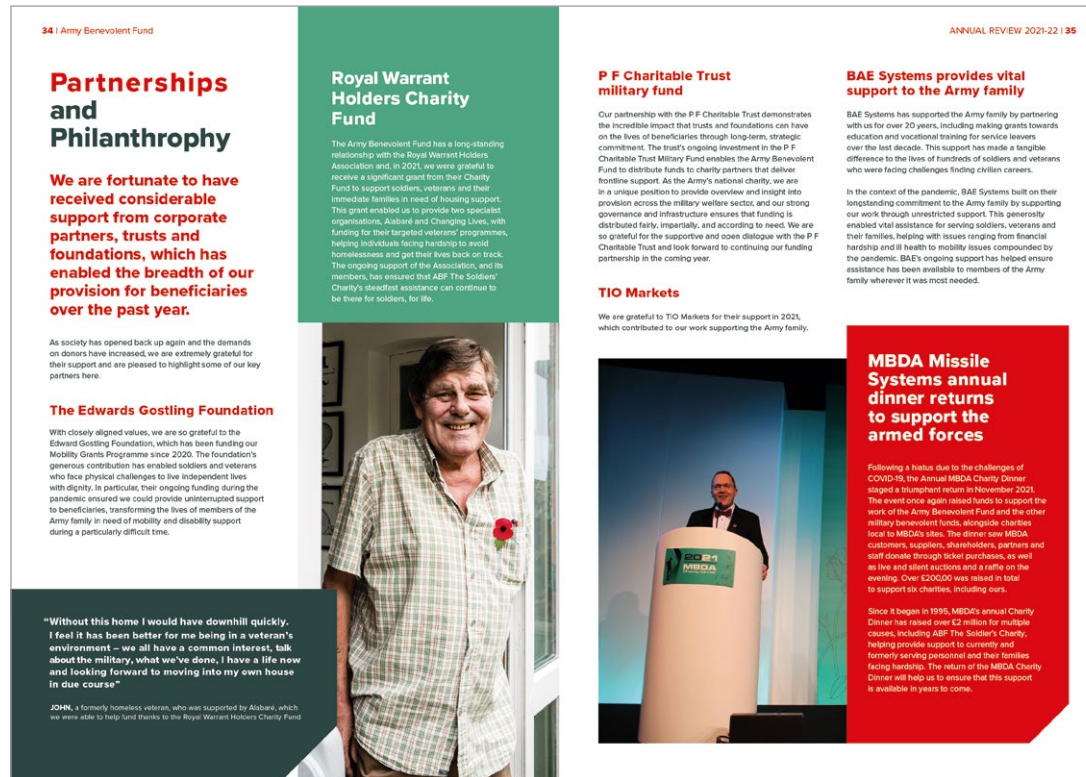 34 I Army Benevolent Fund
Partnerships
and
Philanthropy
We are fortunate to have
received considerable
support from corporate
partners, trusts and
foundations, which has
enabled the breadth of our
provision for beneficiaries
over the past year.
As society has opened back up again and the demands
on donors have increased, we are extremely grateful for
their support and are pleased to highlight some of our key
partners here.
The Edwards Gostling Foundation
With closely aligned values, we are so grateful to the
Edward Gostling Foundation, which has been funding our
Mobility Grants Programme since 2020. The foundation's
generous contribution has enabled soldiers and veterans
who face physical challenges to live independent lives
with dignity. In particular, their ongoing funding during the
pandemic ensured we could provide uninterrupted support
to beneficiaries, transforming the lives of members of the
Army family in need of mobility and disability support
during a particularly difficult time.
"Without this home I would have downhill quickly.
I feel it has been better for me being in a veteran's
environment – we all have a common interest, talk
about the military, what we've done, I have a life now
and looking forward to moving into my own house
in due course"
JOHN, a formerly homeless veteran, who was supported by Alabaré, which
we were able to help fund thanks to the Royal Warrant Holders Charity Fund
Royal Warrant
Holders Charity
Fund
The Army Benevolent Fund has a long-standing
relationship with the Royal Warrant Holders
Association and, in 2021, we were grateful to
receive a significant grant from their Charity
Fund to support soldiers, veterans and their
immediate families in need of housing support.
This grant enabled us to provide two specialist
organisations, Alabaré and Changing Lives, with
funding for their targeted veterans' programmes,
helping individuals facing hardship to avoid
homelessness and get their lives back on track.
The ongoing support of the Association, and its
members, has ensured that ABF The Soldiers'
Charity's steadfast assistance can continue to
be there for soldiers, for life.
ANNUAL REVIEW 2021-22 I 35
P F Charitable Trust
military fund
Our partnership with the P F Charitable Trust demonstrates
the incredible impact that trusts and foundations can have
on the lives of beneficiaries through long-term, strategic
commitment. The trust's ongoing investment in the P F
Charitable Trust Military Fund enables the Army Benevolent
Fund to distribute funds to charity partners that deliver
frontline support. As the Army's national charity, we are
in a unique position to provide overview and insight into
provision across the military welfare sector, and our strong
governance and infrastructure ensures that funding is
distributed fairly, impartially, and according to need. We are
so grateful for the supportive and open dialogue with the P F
Charitable Trust and look forward to continuing our funding
partnership in the coming year.
TIO Markets
We are grateful to TIO Markets for their support in 2021,
which contributed to our work supporting the Army family.
2021
MBDA
BAE Systems provides vital
support to the Army family
BAE Systems has supported the Army family by partnering
with us for over 20 years, including making grants towards
education and vocational training for service leavers
over the last decade. This support has made a tangible
difference to the lives of hundreds of soldiers and veterans
who were facing challenges finding civilian careers.
In the context of the pandemic, BAE Systems built on their
longstanding commitment to the Army family by supporting
our work through unrestricted support. This generosity
enabled vital assistance for serving soldiers, veterans and
their families, helping with issues ranging from financial
hardship and ill health to mobility issues compounded by
the pandemic. BAE's ongoing support has helped ensure
assistance has been available to members of the Army
family wherever it was most needed.
MBDA Missile
Systems annual
dinner returns
to support the
armed forces
Following a hiatus due to the challenges of
COVID-19, the Annual MBDA Charity Dinner
staged a triumphant return in November 2021.
The event once again raised funds to support the
work of the Army Benevolent Fund and the other
military benevolent funds, alongside charities
local to MBDA's sites. The dinner saw MBDA
customers, suppliers, shareholders, partners and
staff donate through ticket purchases, as well
as live and silent auctions and a raffle on the
evening. Over £200,00 was raised in total
to support six charities, including ours.
Since it began in 1995, MBDA's annual Charity
Dinner has raised over £2 million for multiple
causes, including ABF The Soldier's Charity,
helping provide support to currently and
formerly serving personnel and their families
facing hardship. The return of the MBDA Charity
Dinner will help us to ensure that this support
is available in years to come.